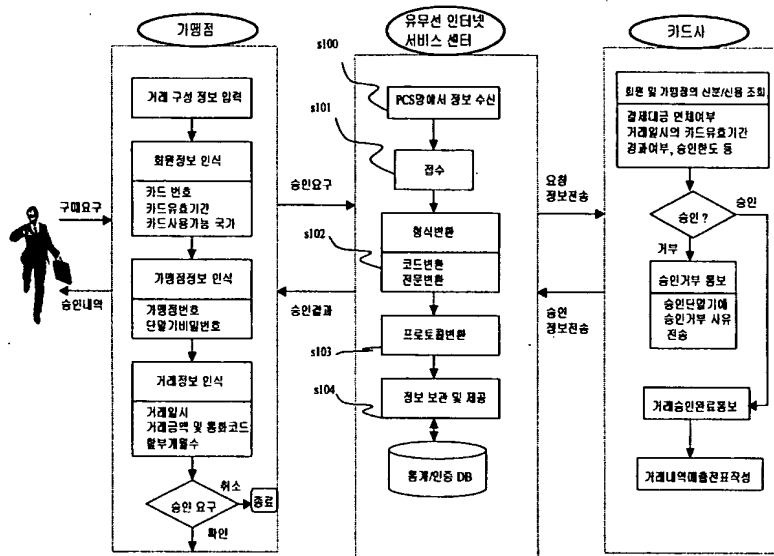 가맹점
거래 구성 정보 입력
회원정보 인식
카드 번호
카드유효기간
카드사용가능 국가
가맹점정보 인식
가맹점번호
단말기비밀번호
거래정보 인식
거래일시
거래금액 및 통화코드
할부개월수
승인 요구
취소
종료
확인
구매요구
승인내역
승인요구
승인결과
유무선 인터넷
서비스 센터
s100
PCS망에서 정보 수신
s101
접수
형식변환
s102
코드변환
전문변환
프로토콜변환
s103
정보 보관 및 제공
s104
통계/인증 DB
요청
정보전송
승인
정보전송
카드사
회원 및 가맹점의 신분/신용 조회
결제대금 연체여부
거래일시의 카드유효기간
경과여부, 승인한도 등
승인 ?
승인
거부
승인거부 통보
승인단말기에
승인거부 사유
전송
거래승인완료통보
거래내역매출전표작성